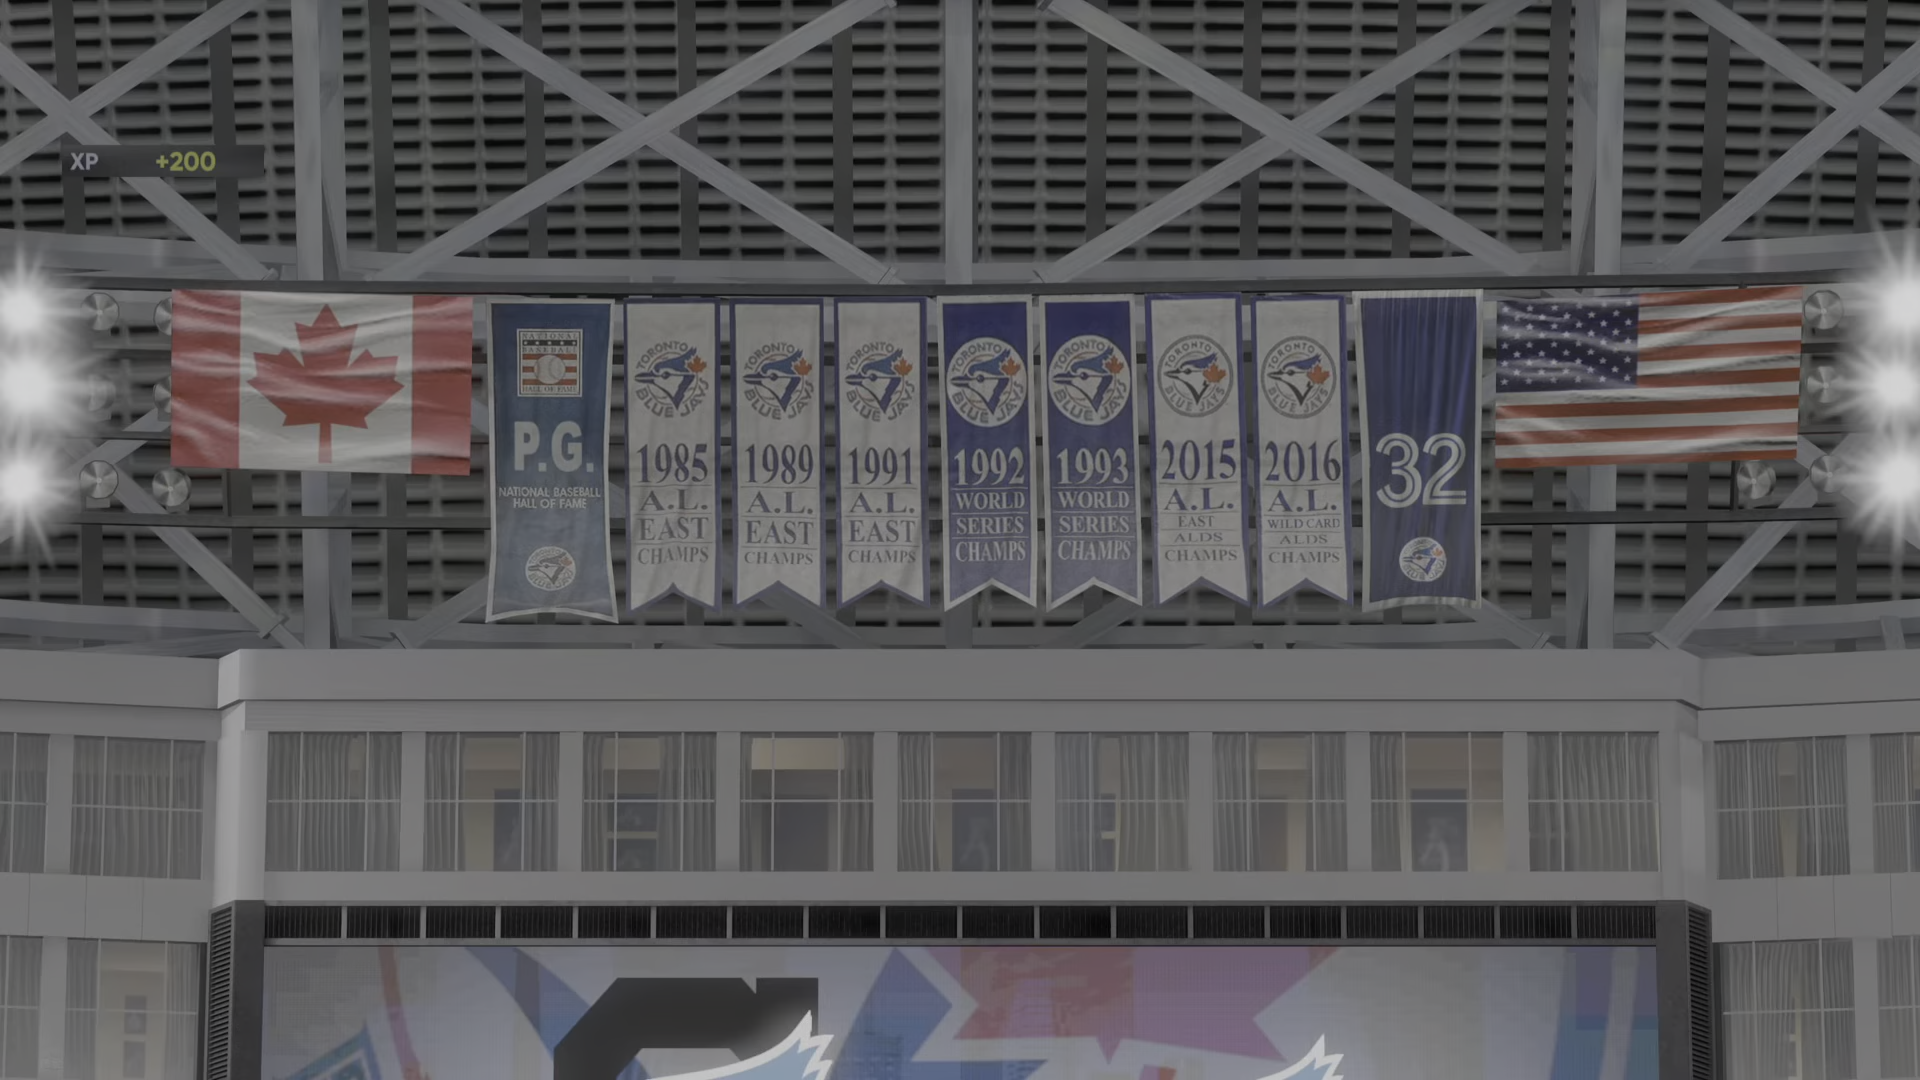 XP +200
NATIONAL
BASEBALL
HALL OF FAME
P.G.
NATIONAL BASEBALL
HALL OF FAME
BLUE JAYS
TORONTO
BLUE JAYS
1985
A.L.
EAST
CHAMPS
TORONTO
BLUE JAYS
1989
A.L.
EAST
CHAMPS
TORONTO
BLUE JAYS
1991
A.L.
EAST
CHAMPS
TORONTO
BLUE JAYS
1992
WORLD
SERIES
CHAMPS
TORONTO
BLUE JAYS
1993
WORLD
SERIES
CHAMPS
TORONTO
BLUE JAYS
2015
A.L.
EAST
ALDS
CHAMPS
TORONTO
BLUE JAYS
2016
A.L.
WILD CARD
ALDS
CHAMPS
32